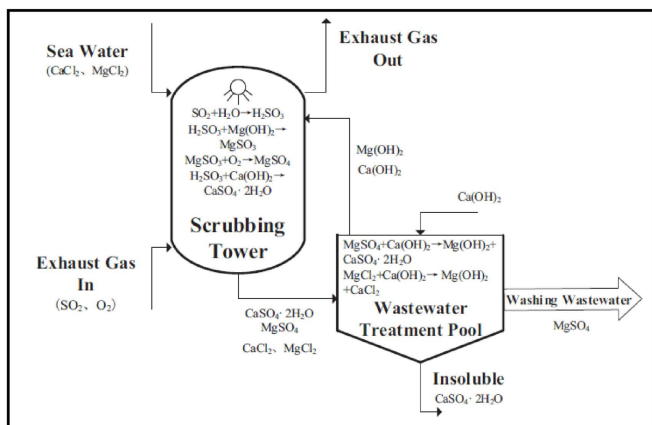 Sea Water
(CaCl₂、MgCl₂)
Exhaust Gas
Out
SO₂+H₂O→H₂SO₃
H₂SO₃+Mg(OH)₂→
MgSO₃
MgSO₃+O₂→MgSO₄
H₂SO₃+Ca(OH)₂→
CaSO₄· 2H₂O
Scrubbing
Tower
Mg(OH)₂
Ca(OH)₂
Ca(OH)₂
Exhaust Gas
In
(SO₂、O₂)
MgSO₄+Ca(OH)₂→Mg(OH)₂+
CaSO₄· 2H₂O
MgCl₂+Ca(OH)₂→ Mg(OH)₂
+CaCl₂
Wastewater
Treatment Pool
Washing Wastewater
MgSO₄
CaSO₄· 2H₂O
MgSO₄
CaCl₂、MgCl₂
Insoluble
CaSO₄· 2H₂O